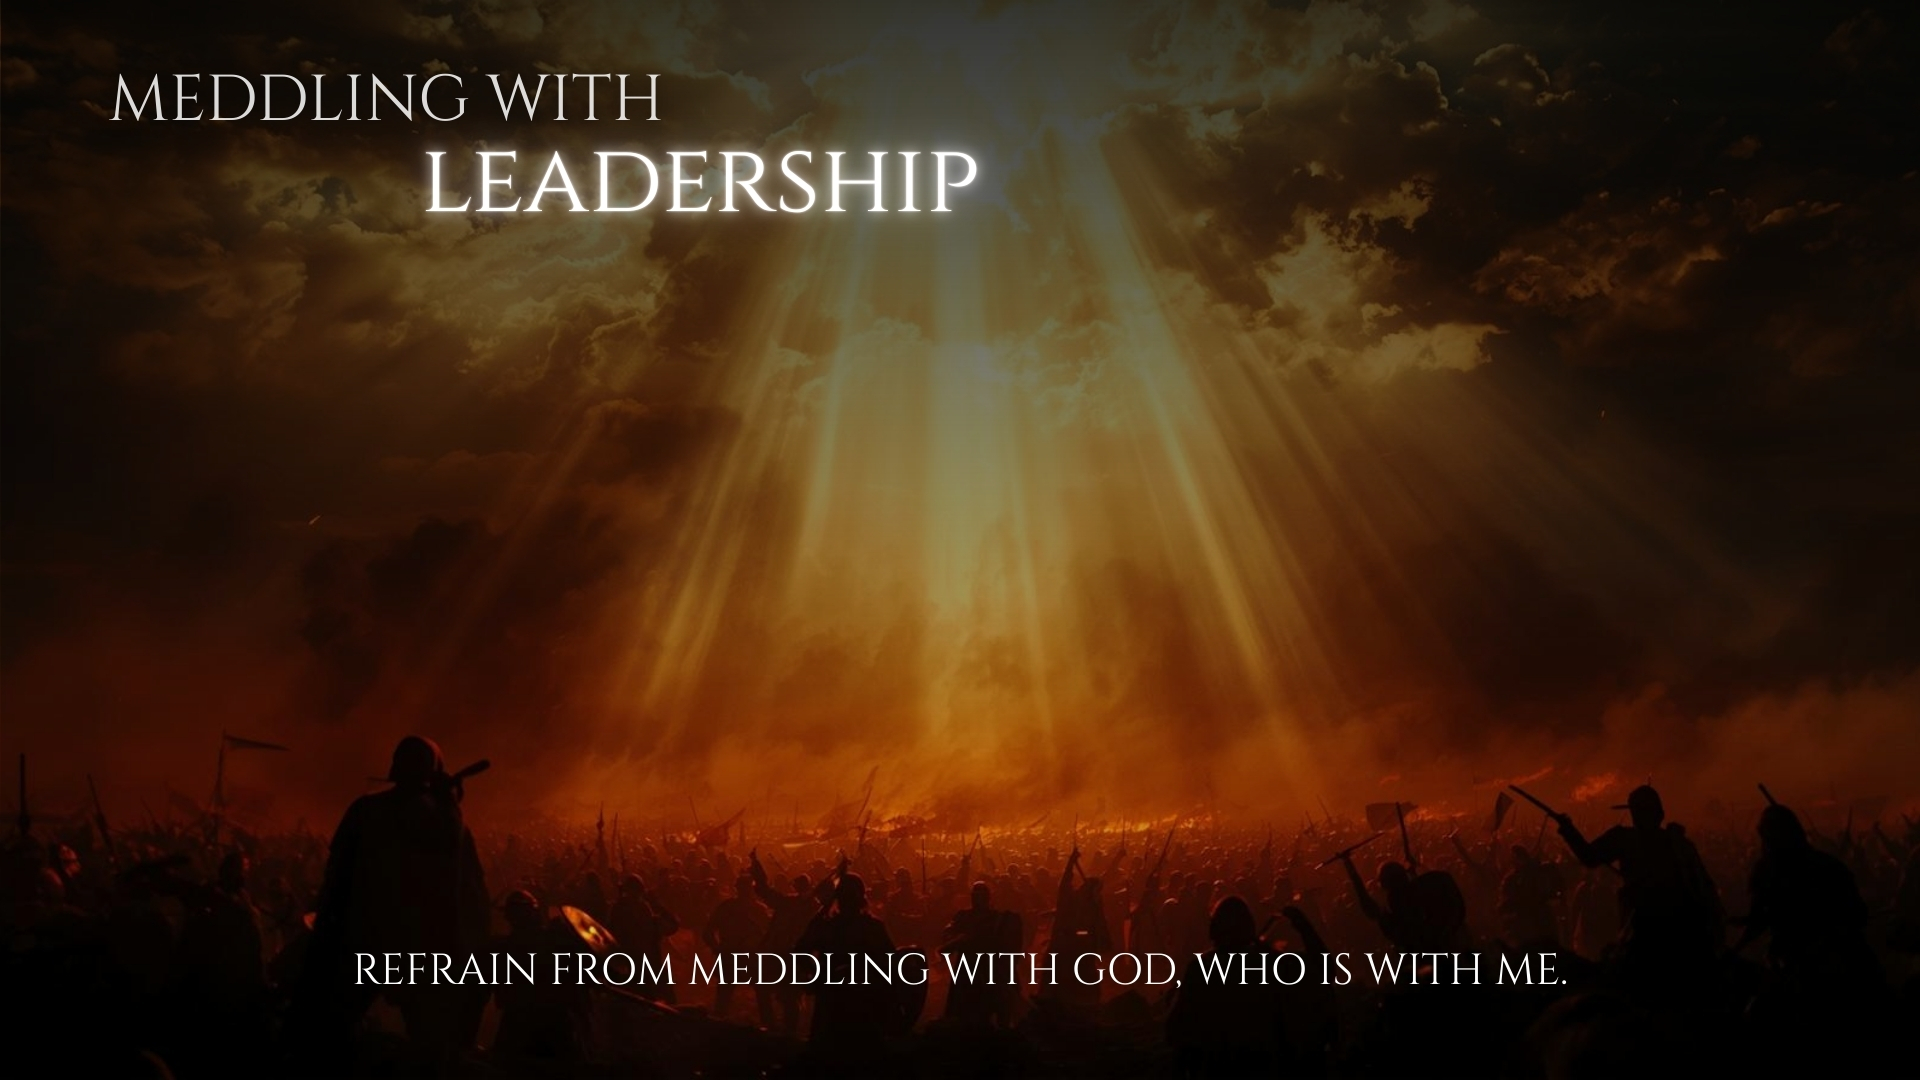 MEDDLING WITH
LEADERSHIP
REFRAIN FROM MEDDLING WITH GOD, WHO IS WITH ME.